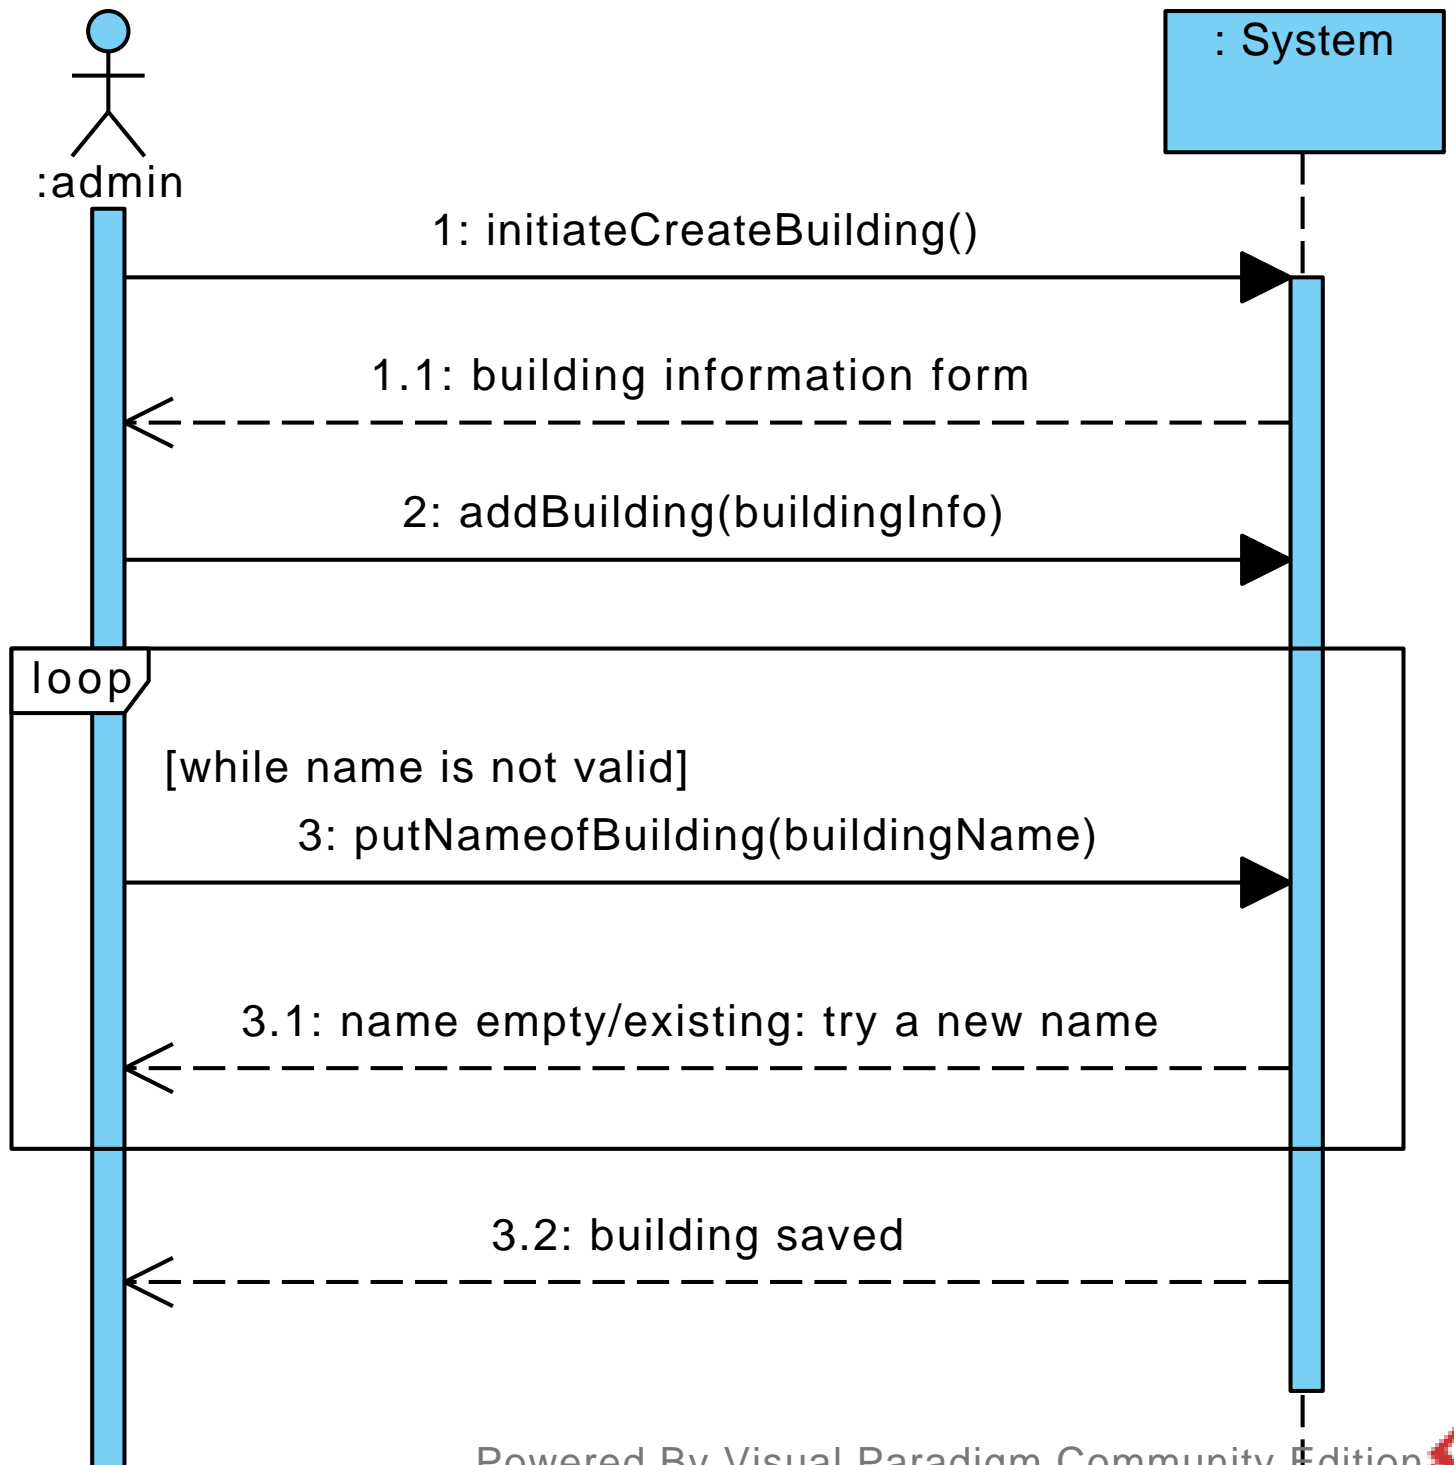 : System
:admin
1: initiateCreateBuilding()
1.1: building information form
2: addBuilding(buildingInfo)
loop
[while name is not valid]
3: putNameofBuilding(buildingName)
3.1: name empty/existing: try a new name
3.2: building saved
Powered By Visual Paradigm Community Edition